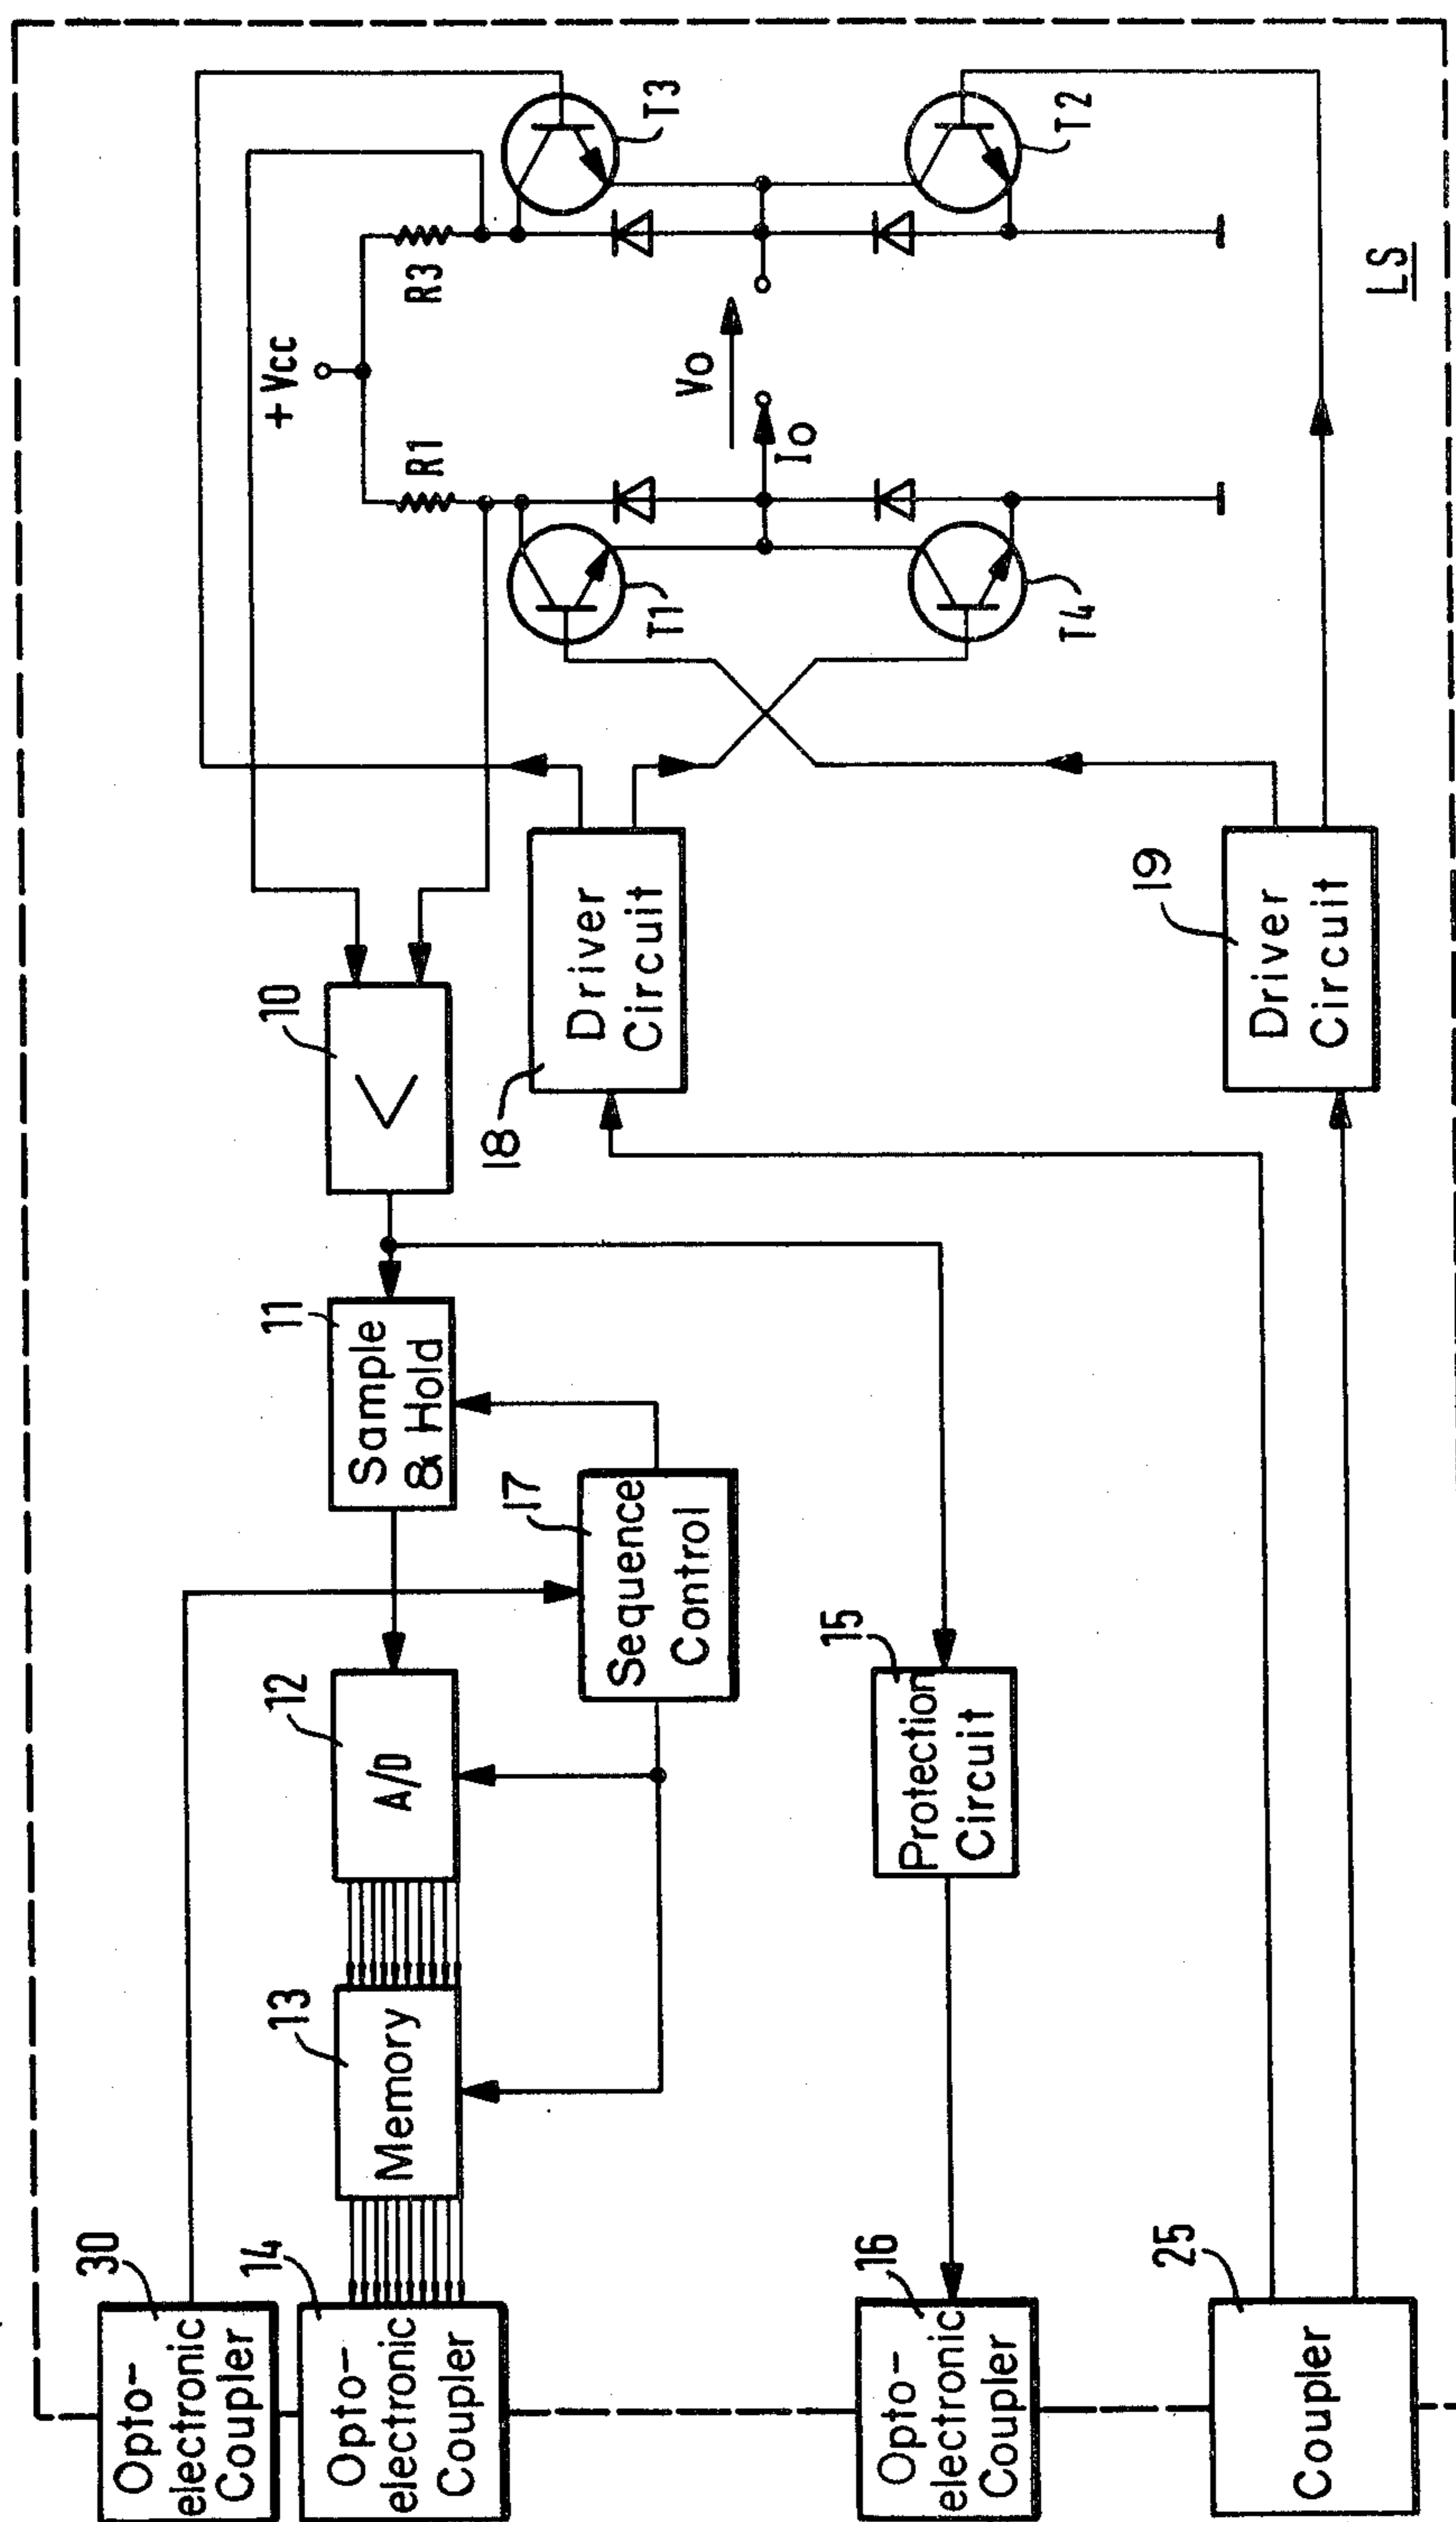 30
Opto-
electronic
Coupler
14
Opto-
electronic
Coupler
13
Memory
12
A/D
11
Sample
& Hold
10
+Vcc
R1
R3
T3
17
Sequence
Control
18
Driver
Circuit
T1
Vo
Io
16
Opto-
electronic
Coupler
15
Protection
Circuit
T4
T2
25
Coupler
19
Driver
Circuit
LS